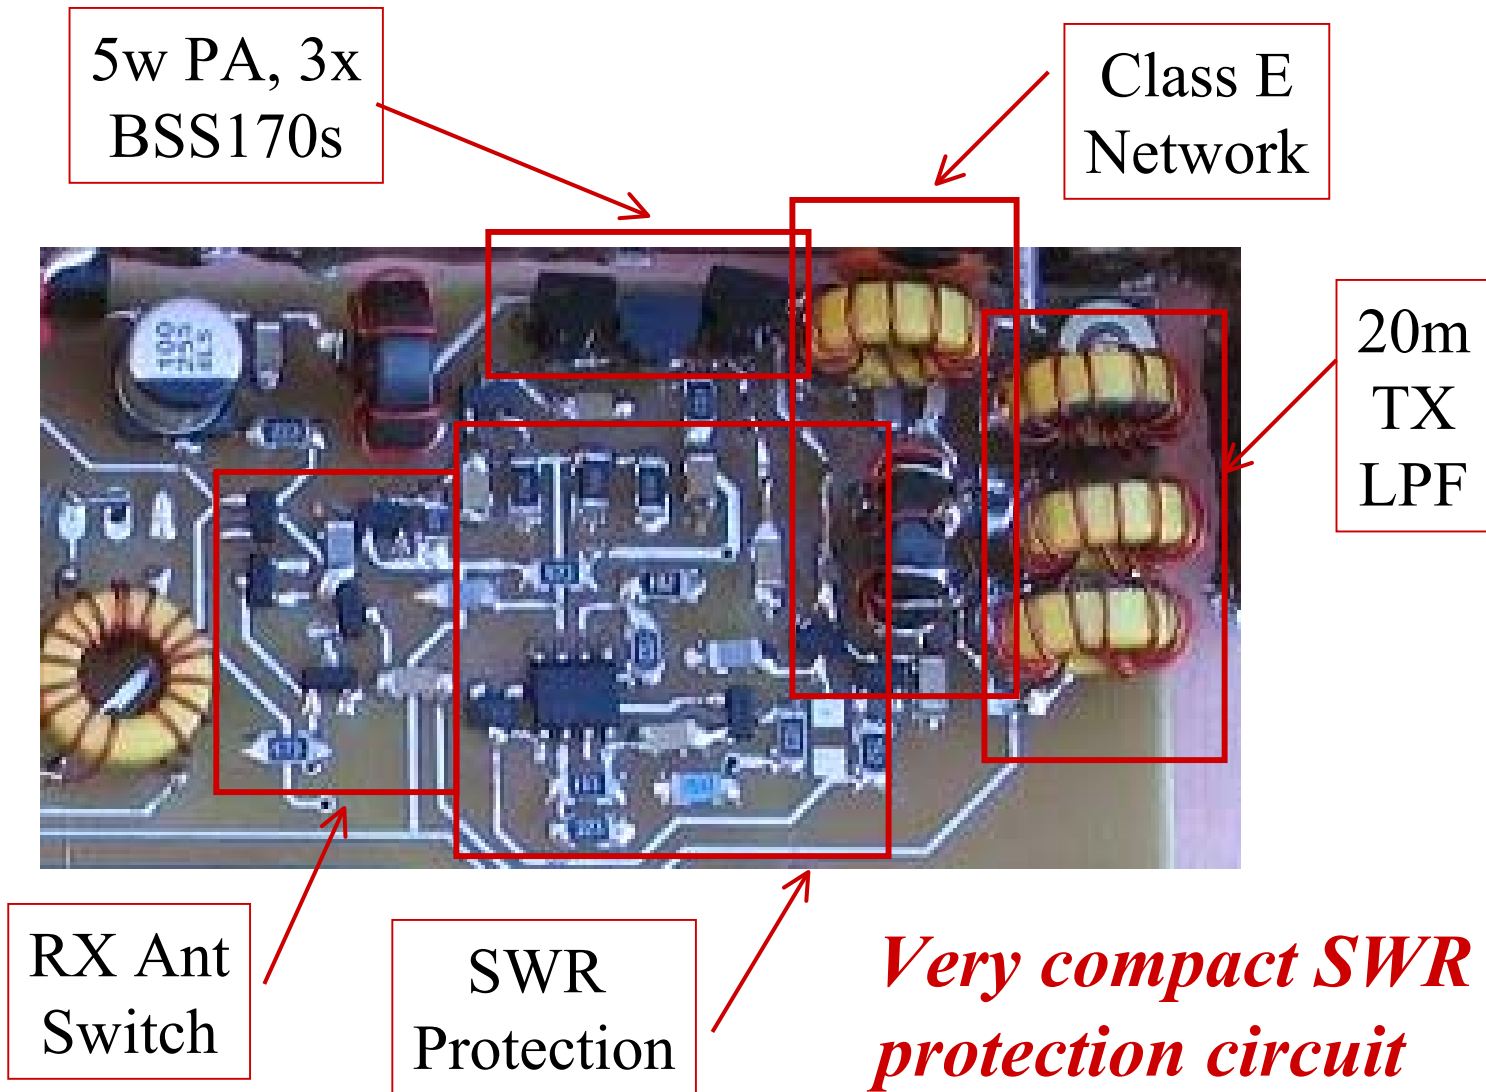 5w PA, 3x
BSS170s
Class E
Network
20m
TX
LPF
RX Ant
Switch
SWR
Protection
Very compact SWR
protection circuit